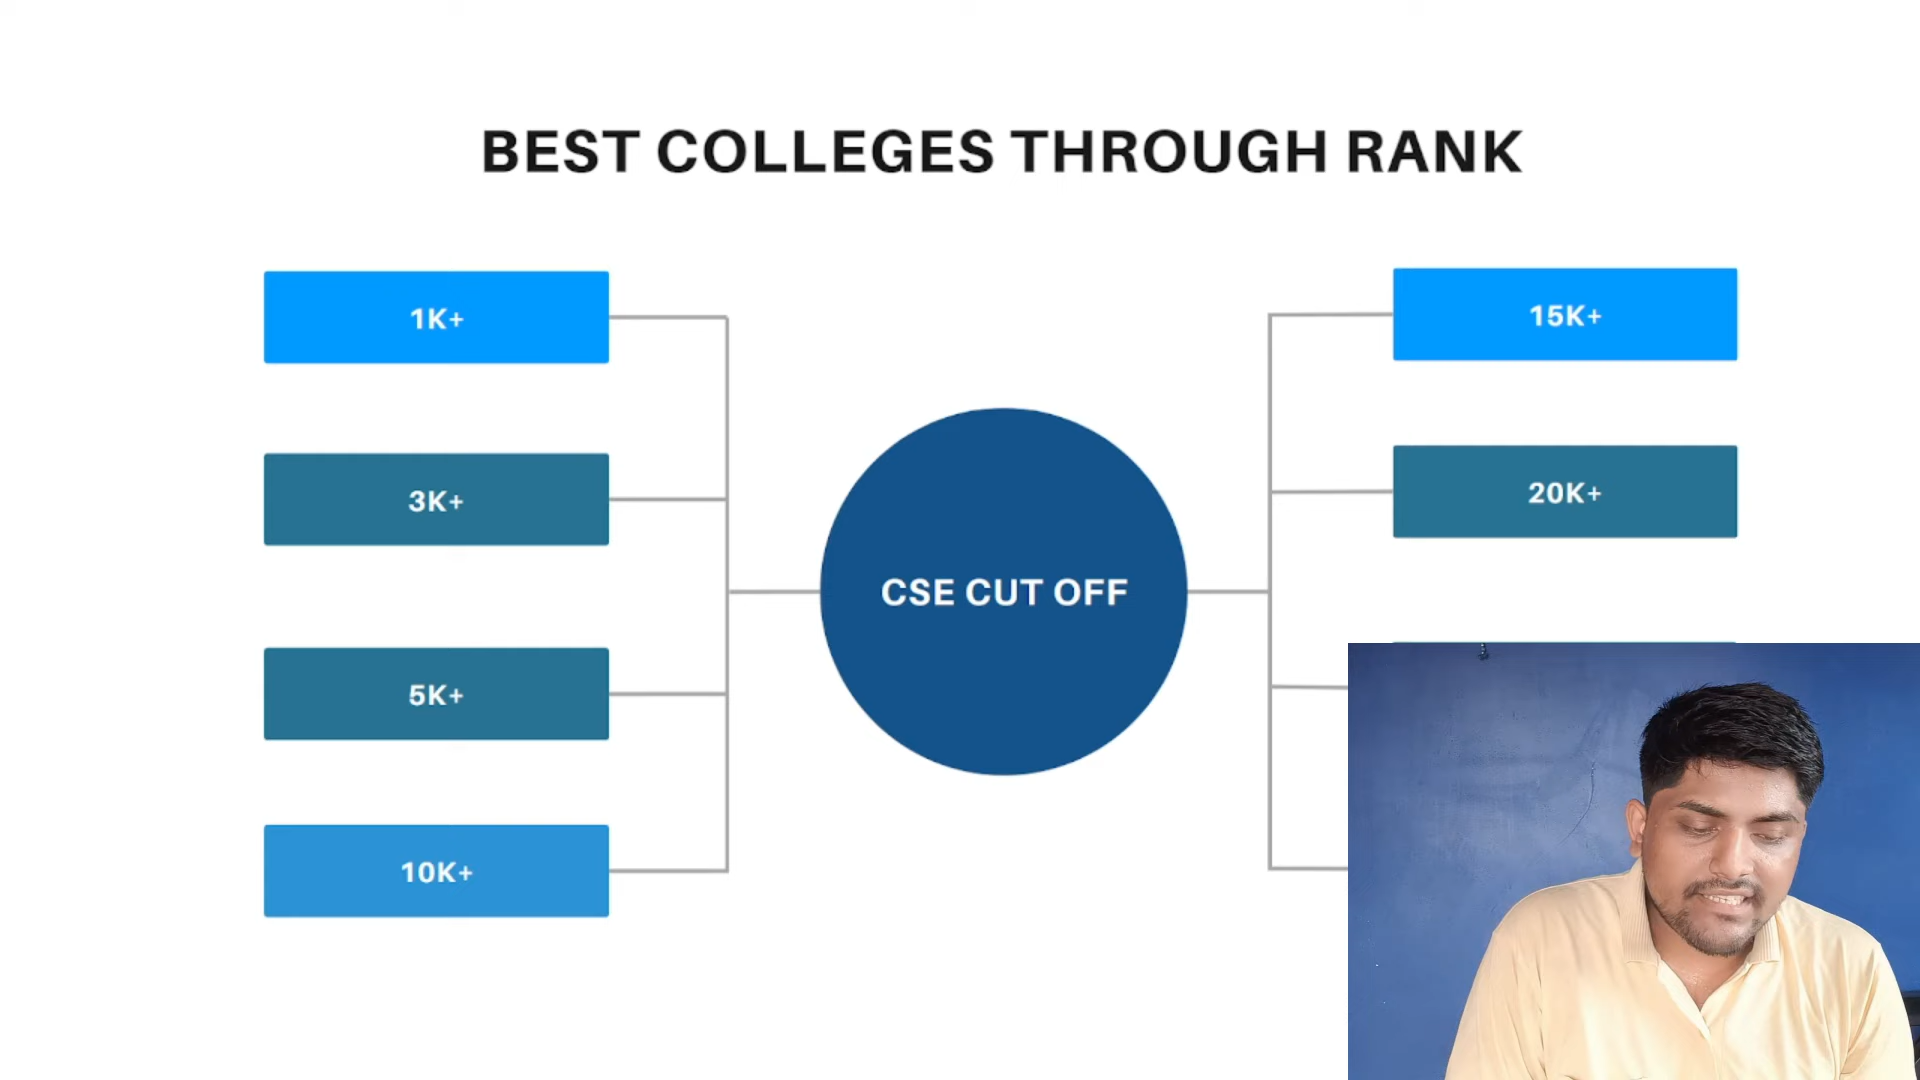 BEST COLLEGES THROUGH RANK
1K+
3K+
5K+
10K+
CSE CUT OFF
15K+
20K+